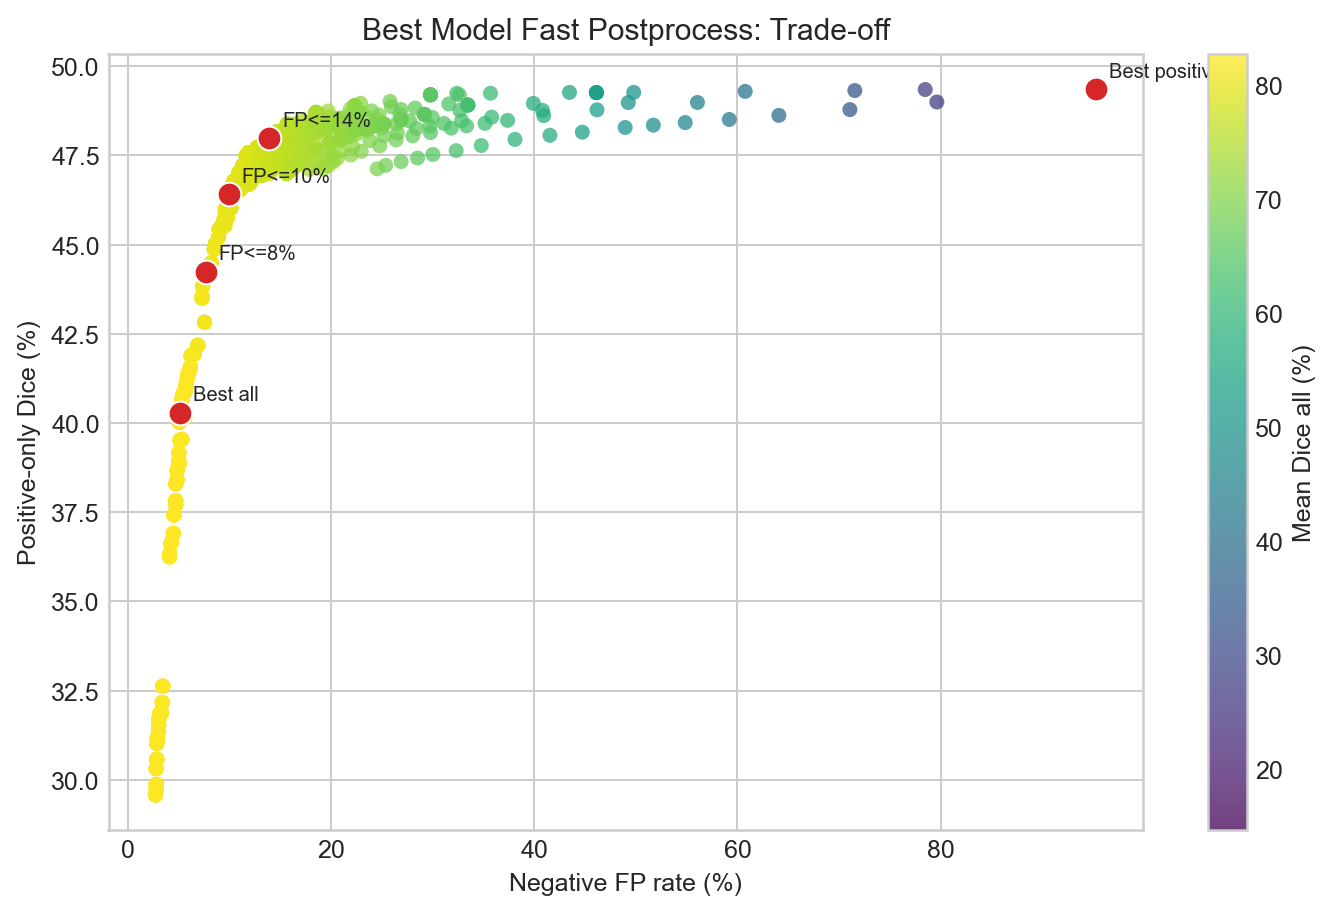 Best Model Fast Postprocess: Trade-off
50.0
47.5
45.0
42.5
40.0
37.5
35.0
32.5
30.0
Positive-only Dice (%)
Best positiv
FP<=14%
FP<=10%
FP<=8%
Best all
0
20
40
60
80
Negative FP rate (%)
80
70
60
50
40
30
20
Mean Dice all (%)